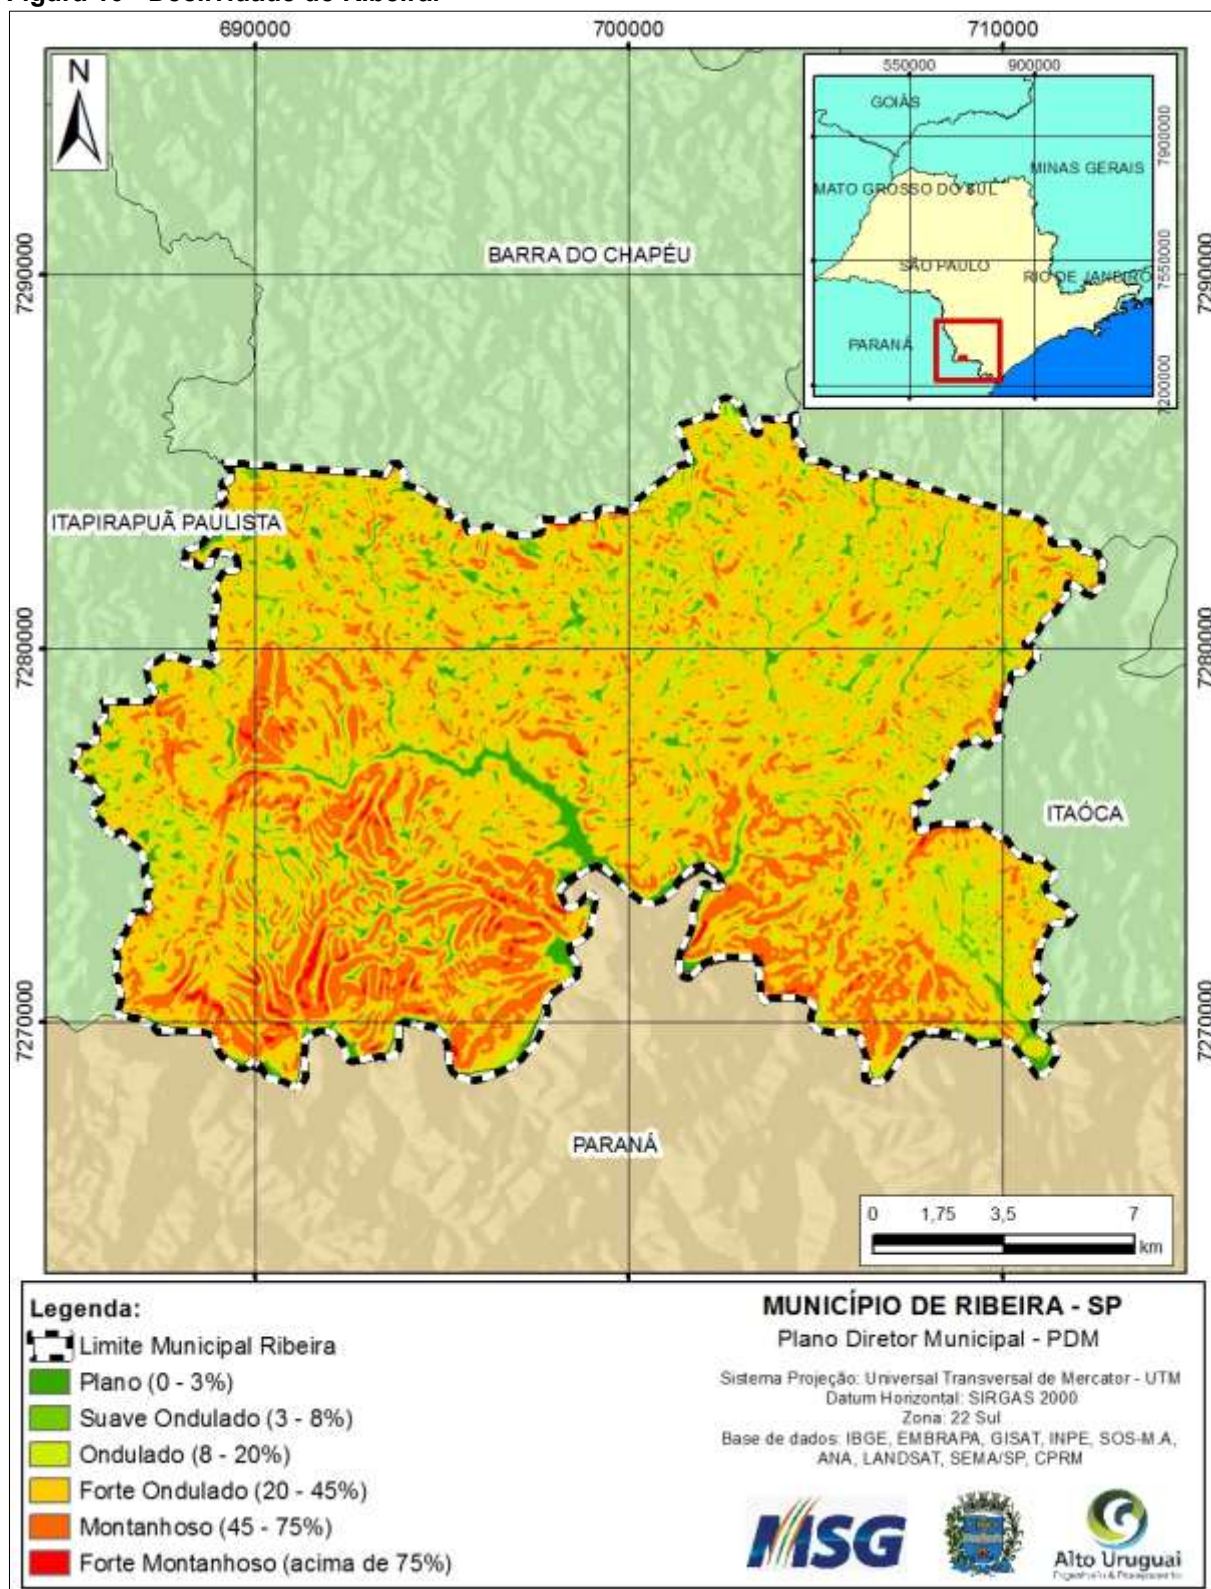 690000 700000 710000
N
550000 900000
GOIÁS
MINAS GERAIS
MATO GROSSO DO SUL
SÃO PAULO
RIO DE JANEIRO
PARANÁ
7900000
7550000
7200000
BARRA DO CHAPÉU
7290000 7290000
ITAPIRAPUÃ PAULISTA
7280000 7280000
ITAÓCA
7270000 7270000
PARANÁ
0 1,75 3,5 7
km
Legenda:
Limite Municipal Ribeira
Plano (0 - 3%)
Suave Ondulado (3 - 8%)
Ondulado (8 - 20%)
Forte Ondulado (20 - 45%)
Montanhoso (45 - 75%)
Forte Montanhoso (acima de 75%)
MUNICÍPIO DE RIBEIRA - SP
Plano Diretor Municipal - PDM
Sistema Projeção: Universal Transversal de Mercator - UTM
Datum Horizontal: SIRGAS 2000
Zona: 22 Sul
Base de dados: IBGE, EMBRAPA, GISAT, INPE, SOS-M.A,
ANA, LANDSAT, SEMA/SP, CPRM
MSG
Alto Uruguai
Engenharia & Planejamento